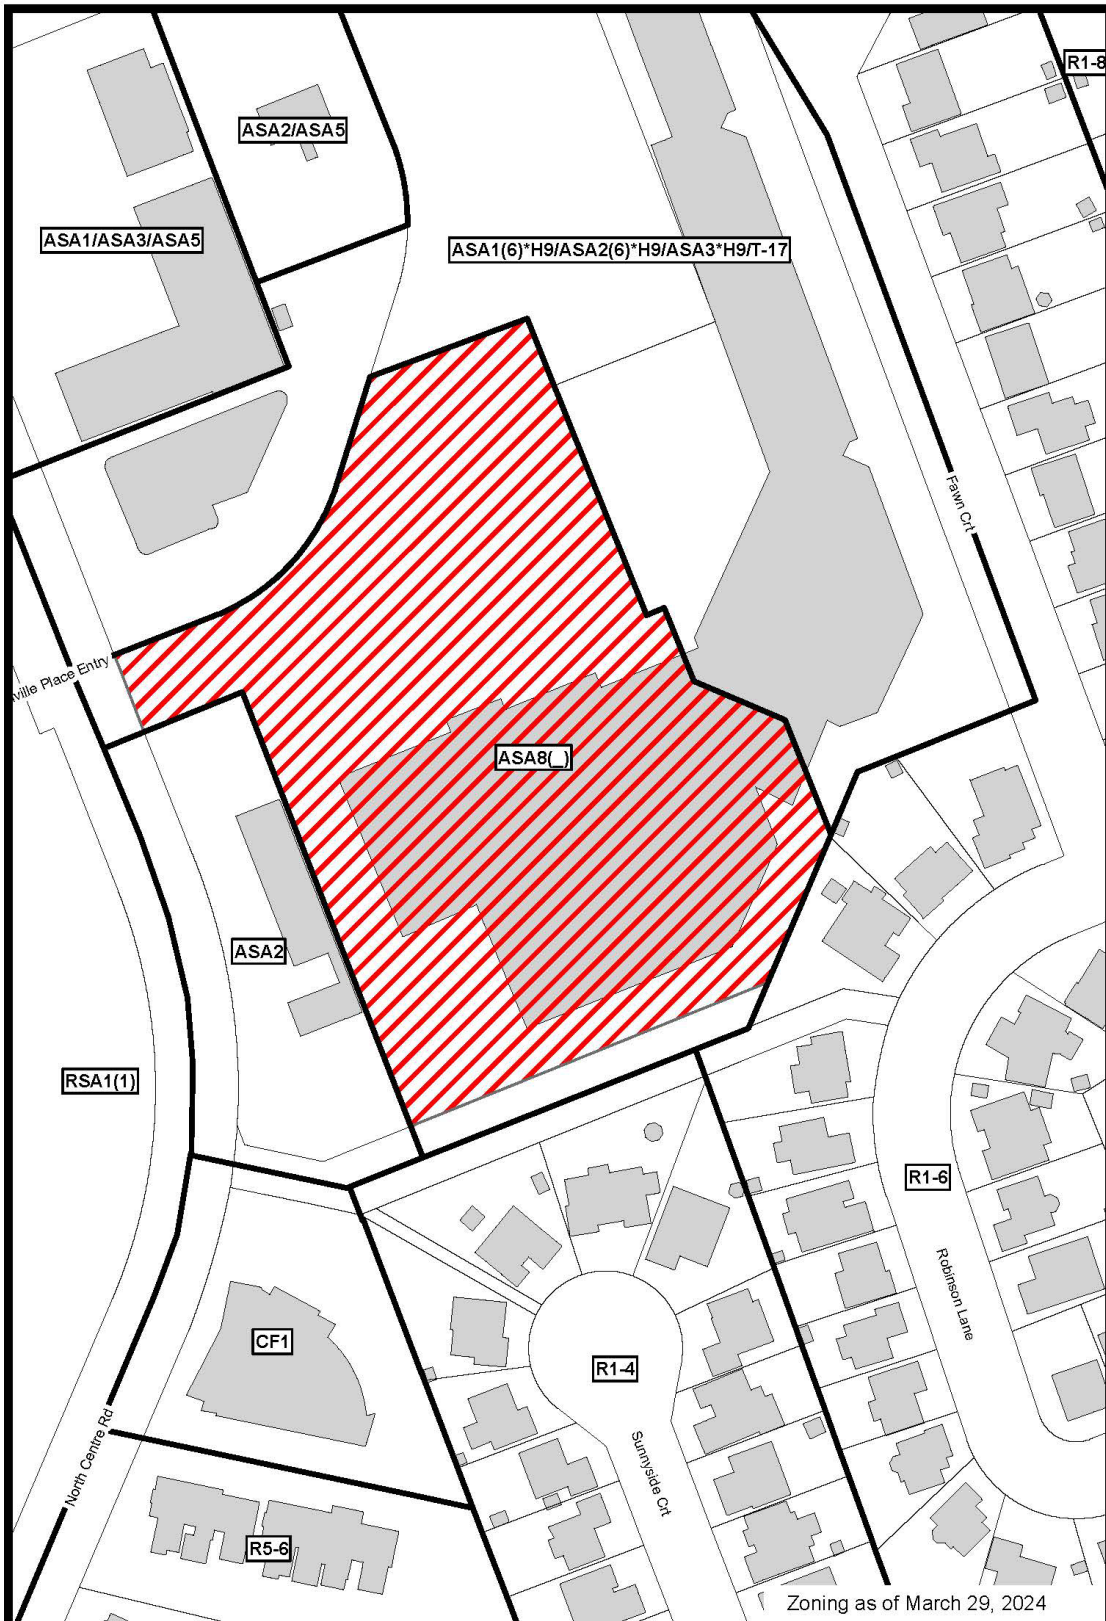 R1-8
ASA2/ASA5
ASA1/ASA3/ASA5
ASA1(6)*H9/ASA2(6)*H9/ASA3*H9/T-17
Fawn Crt
ville Place Entry
ASA8(_)
ASA2
RSA1(1)
R1-6
Robinson Lane
CF1
R1-4
North Centre Rd
Sunnyside Crt
R5-6
Zoning as of March 29, 2024